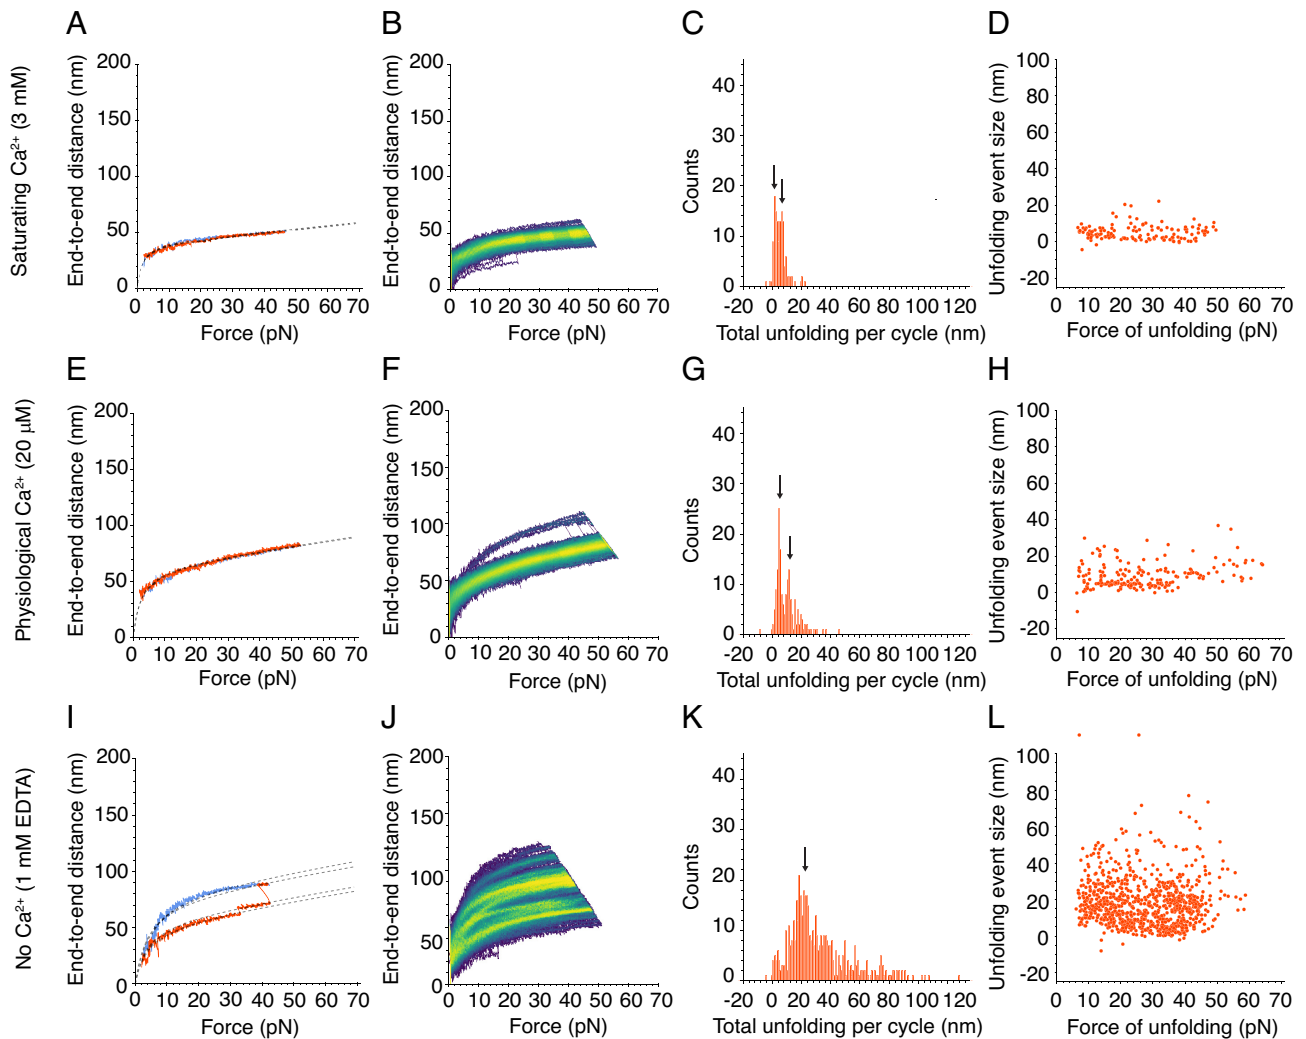 A
B
C
D
Saturating Ca²⁺ (3 mM)
End-to-end distance (nm)
200
150
100
50
0
0 10 20 30 40 50 60 70
Force (pN)
End-to-end distance (nm)
200
150
100
50
0
0 10 20 30 40 50 60 70
Force (pN)
Counts
40
30
20
10
0
-20 0 20 40 60 80 100 120
Total unfolding per cycle (nm)
Unfolding event size (nm)
100
80
60
40
20
0
-20
0 10 20 30 40 50 60 70
Force of unfolding (pN)
E
F
G
H
Physiological Ca²⁺ (20 µM)
End-to-end distance (nm)
200
150
100
50
0
0 10 20 30 40 50 60 70
Force (pN)
End-to-end distance (nm)
200
150
100
50
0
0 10 20 30 40 50 60 70
Force (pN)
Counts
40
30
20
10
0
-20 0 20 40 60 80 100 120
Total unfolding per cycle (nm)
Unfolding event size (nm)
100
80
60
40
20
0
-20
0 10 20 30 40 50 60 70
Force of unfolding (pN)
I
J
K
L
No Ca²⁺ (1 mM EDTA)
End-to-end distance (nm)
200
150
100
50
0
0 10 20 30 40 50 60 70
Force (pN)
End-to-end distance (nm)
200
150
100
50
0
0 10 20 30 40 50 60 70
Force (pN)
Counts
40
30
20
10
0
-20 0 20 40 60 80 100 120
Total unfolding per cycle (nm)
Unfolding event size (nm)
100
80
60
40
20
0
-20
0 10 20 30 40 50 60 70
Force of unfolding (pN)